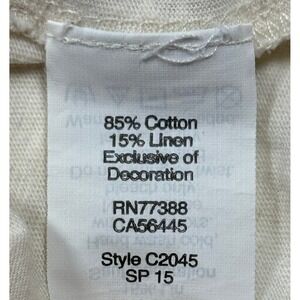 85% Cotton
15% Linen
Exclusive of
Decoration
RN77388
CA56445
Style C2045
SP 15